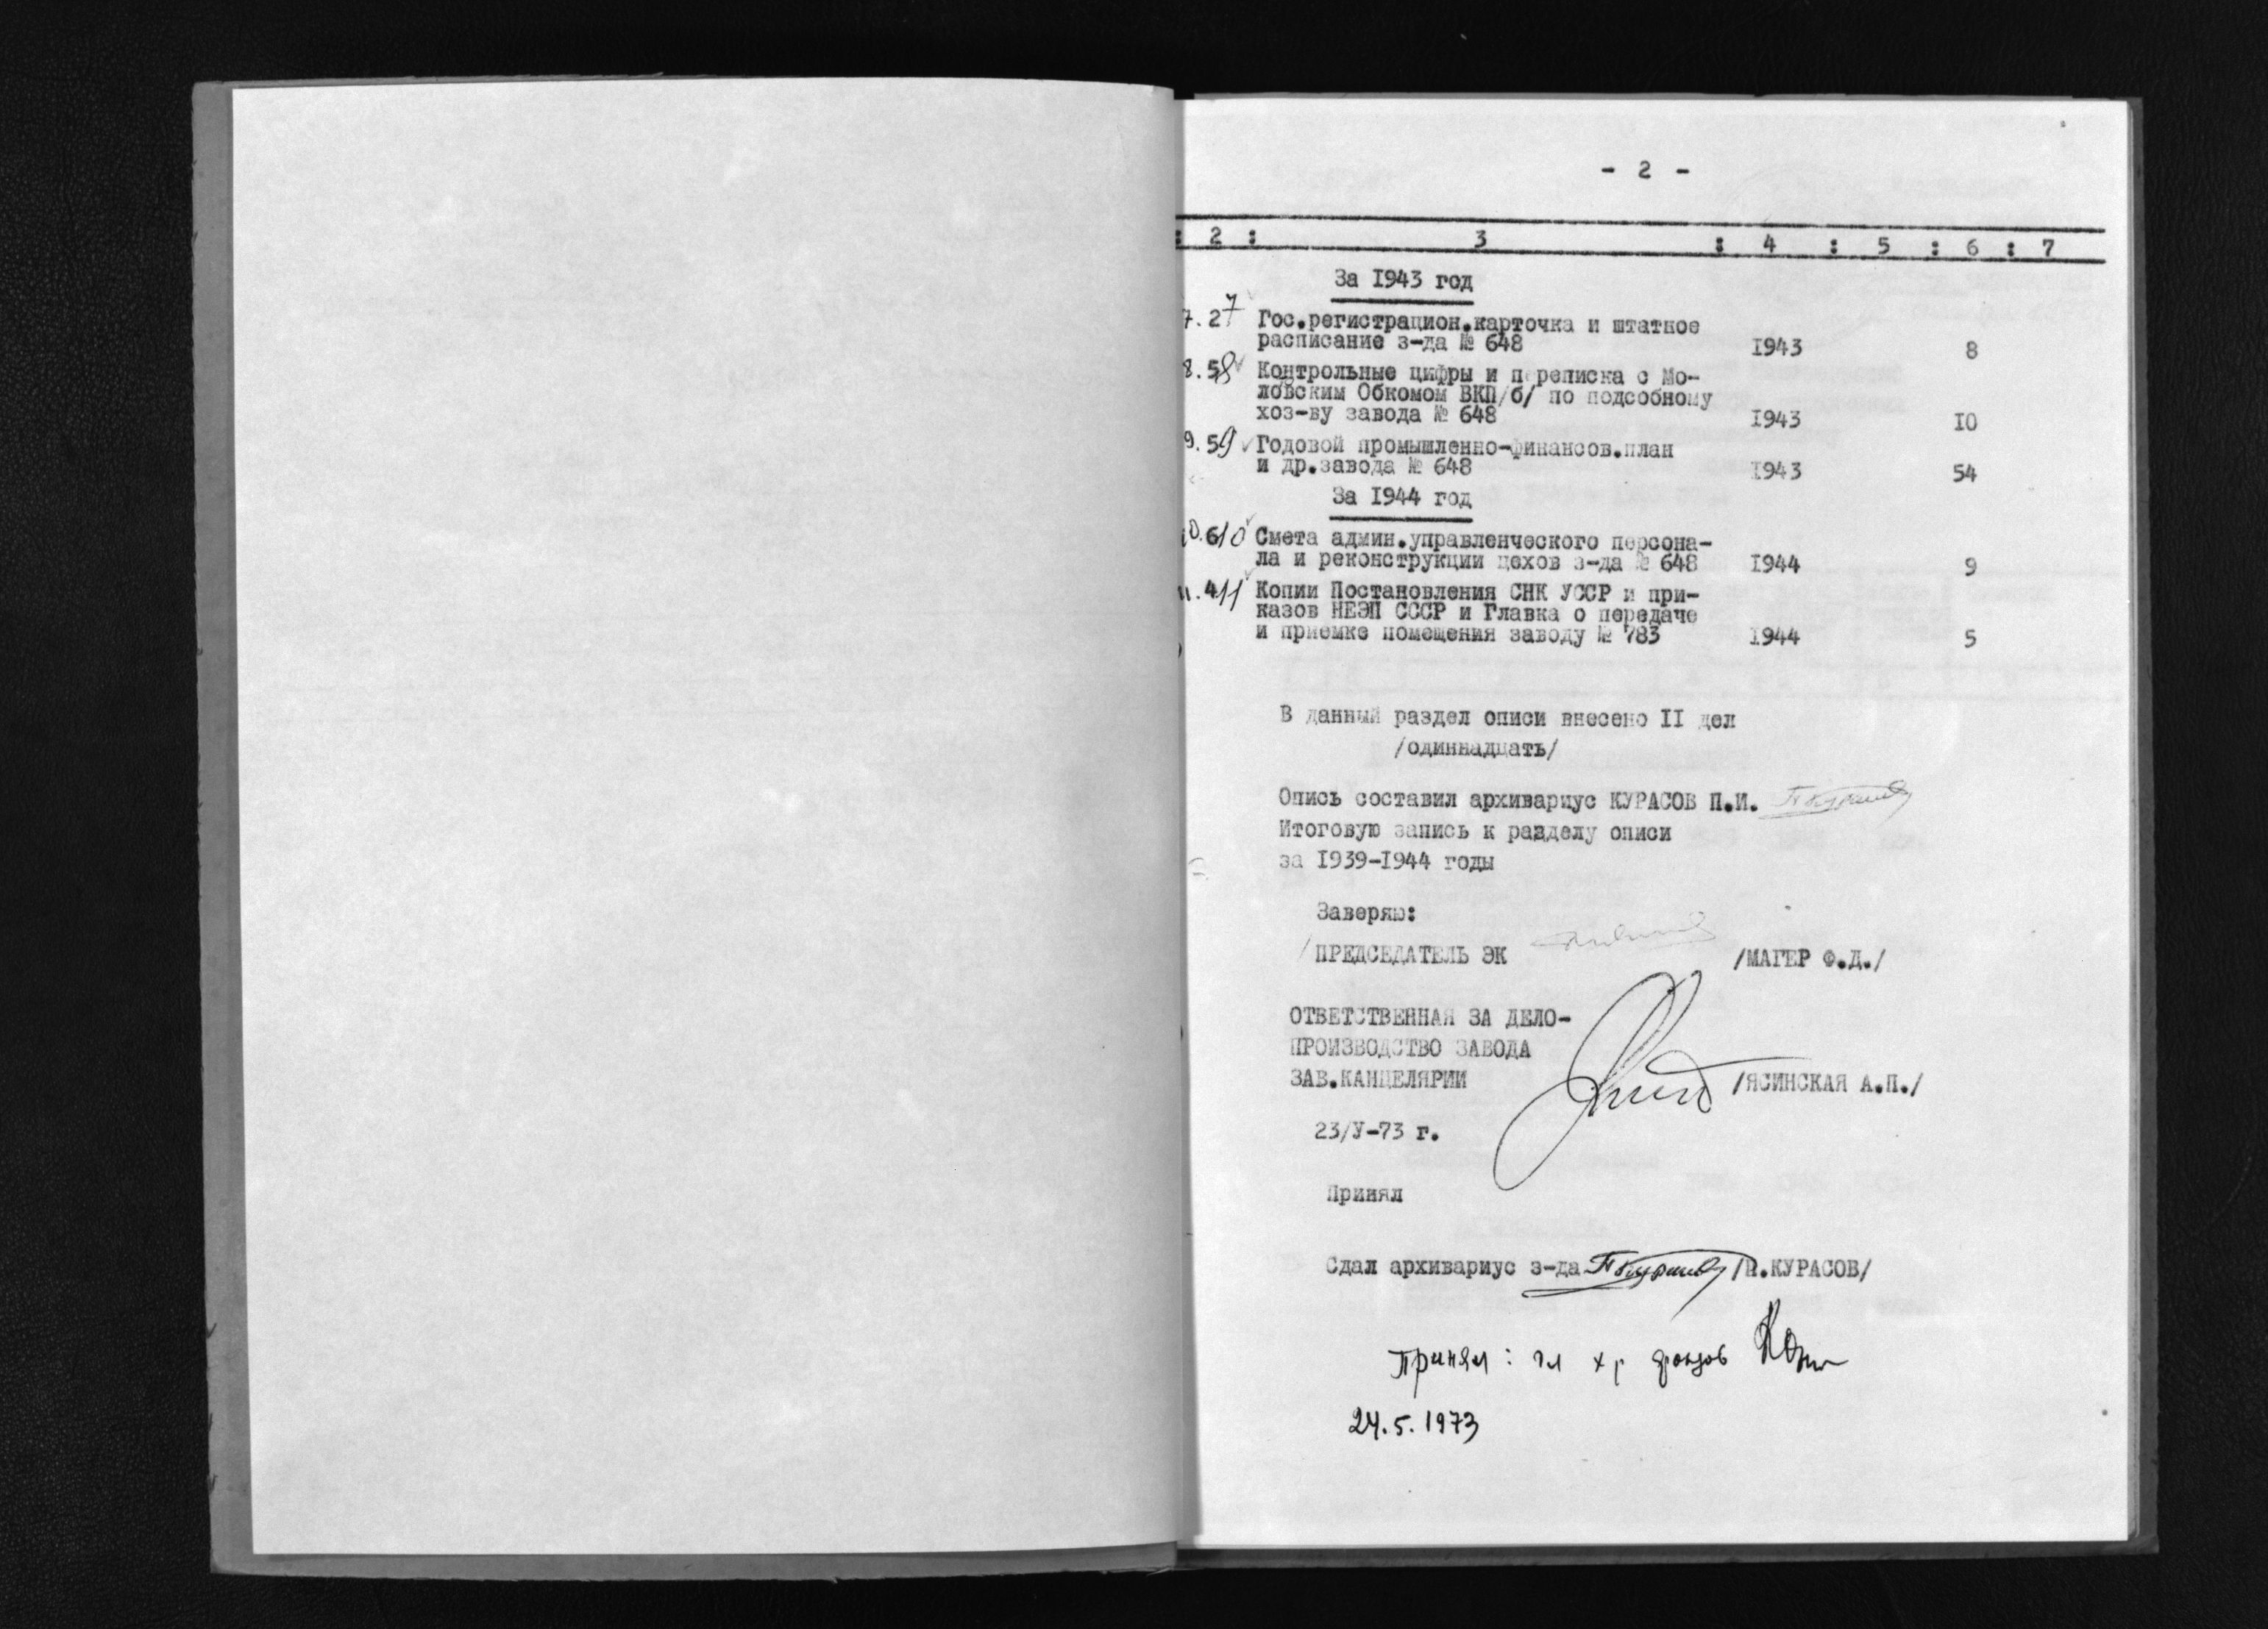 - 2 -
: 2 : 3 : 4 : 5 : 6 : 7
За 1943 год
7. 2 7 Гос.регистрацион.карточка и штатное
расписание з-да № 648 1943 8
8. 5 8 Контрольные цифры и переписка с Мо-
ловским Обкомом ВКП/б/ по подсобному
хоз-ву завода № 648 1943 10
9. 5 9 Годовой промышленно-финансов.план
и др.завода № 648 1943 54
За 1944 год
10. 6 10 Смета админ.управленческого персона-
ла и реконструкции цехов з-да № 648 1944 9
11. 4 11 Копии Постановления СНК УССР и при-
казов НЕЭП СССР и Главка о передаче
и приемке помещения заводу № 783 1944 5
В данный раздел описи внесено II дел
/одиннадцать/
Опись составил архивариус КУРАСОВ П.И.
Итоговую запись к разделу описи
за 1939-1944 годы
Заверяю:
/ПРЕДСЕДАТЕЛЬ ЭК /МАГЕР Ф.Д./
ОТВЕТСТВЕННАЯ ЗА ДЕЛО-
ПРОИЗВОДСТВО ЗАВОДА
ЗАВ.КАНЦЕЛЯРИИ /ЯСИНСКАЯ А.П./
23/У-73 г.
Принял
Сдал архивариус з-да /П.КУРАСОВ/
Принял: гл хр фондов
24.5.1973